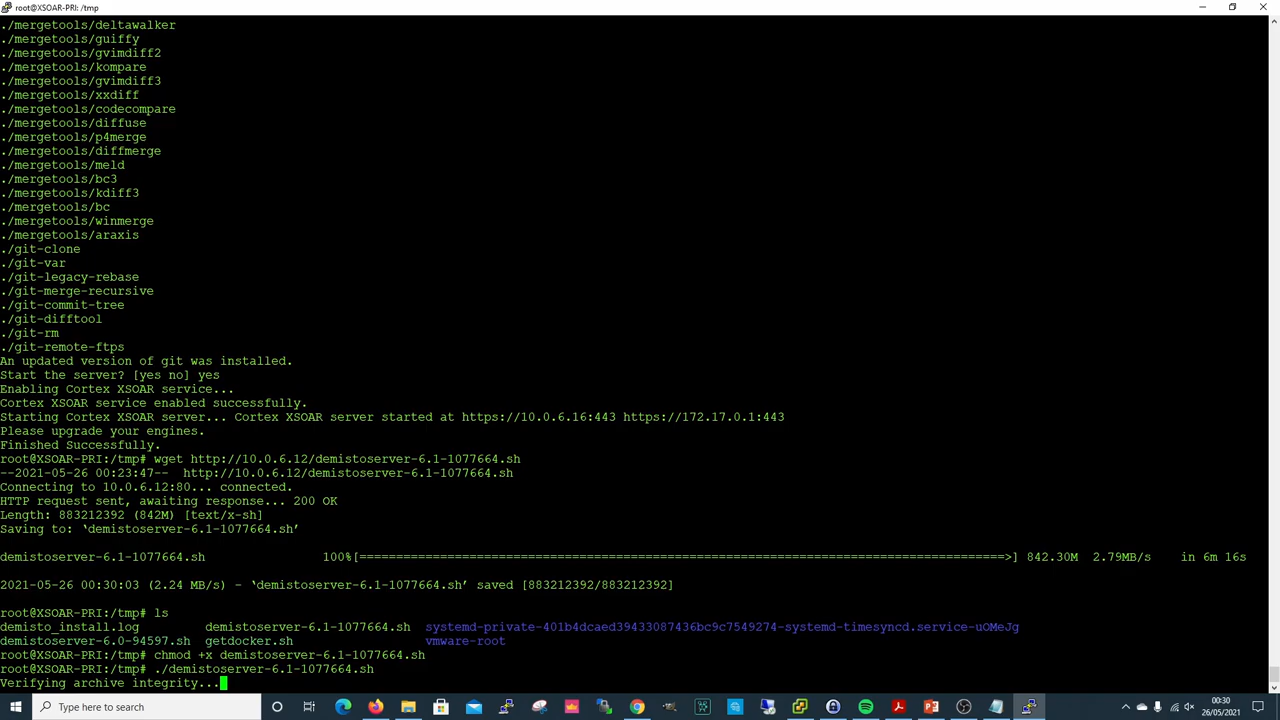 root@XSOAR-PRI: /tmp
./mergetools/deltawalker
./mergetools/guiffy
./mergetools/gvimdiff2
./mergetools/kompare
./mergetools/gvimdiff3
./mergetools/xxdiff
./mergetools/codecompare
./mergetools/diffuse
./mergetools/p4merge
./mergetools/diffmerge
./mergetools/meld
./mergetools/bc3
./mergetools/kdiff3
./mergetools/bc
./mergetools/winmerge
./mergetools/araxis
./git-clone
./git-var
./git-legacy-rebase
./git-merge-recursive
./git-commit-tree
./git-difftool
./git-rm
./git-remote-ftps
An updated version of git was installed.
Start the server? [yes no] yes
Enabling Cortex XSOAR service...
Cortex XSOAR service enabled successfully.
Starting Cortex XSOAR server... Cortex XSOAR server started at https://10.0.6.16:443 https://172.17.0.1:443
Please upgrade your engines.
Finished Successfully.
root@XSOAR-PRI:/tmp# wget http://10.0.6.12/demistoserver-6.1-1077664.sh
--2021-05-26 00:23:47--  http://10.0.6.12/demistoserver-6.1-1077664.sh
Connecting to 10.0.6.12:80... connected.
HTTP request sent, awaiting response... 200 OK
Length: 883212392 (842M) [text/x-sh]
Saving to: ‘demistoserver-6.1-1077664.sh’
demistoserver-6.1-1077664.sh 100%[=======================================================================================>] 842.30M 2.79MB/s in 6m 16s
2021-05-26 00:30:03 (2.24 MB/s) - ‘demistoserver-6.1-1077664.sh’ saved [883212392/883212392]
root@XSOAR-PRI:/tmp# ls
demisto_install.log demistoserver-6.1-1077664.sh systemd-private-401b4dcaed39433087436bc9c7549274-systemd-timesyncd.service-uOMeJg
demistoserver-6.0-94597.sh getdocker.sh vmware-root
root@XSOAR-PRI:/tmp# chmod +x demistoserver-6.1-1077664.sh
root@XSOAR-PRI:/tmp# ./demistoserver-6.1-1077664.sh
Verifying archive integrity...
Type here to search
00:30
26/05/2021